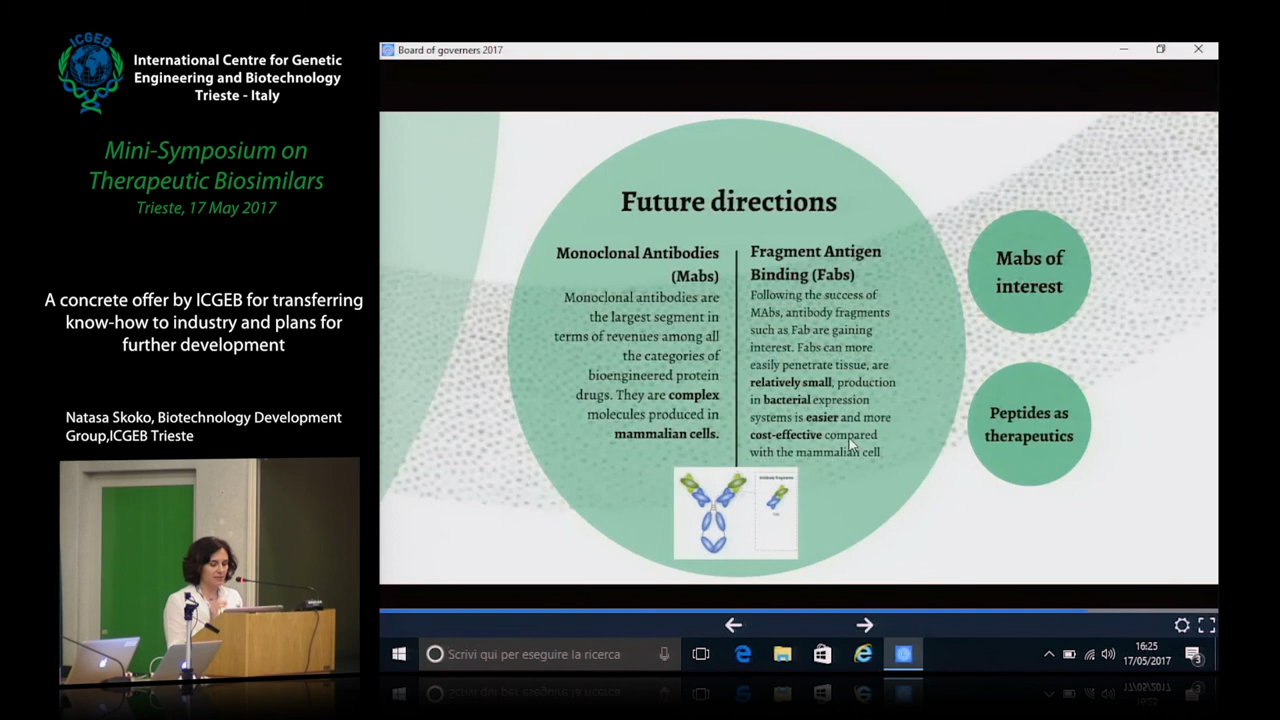 ICGEB
International Centre for Genetic
Engineering and Biotechnology
Trieste - Italy
Mini-Symposium on
Therapeutic Biosimilars
Trieste, 17 May 2017
A concrete offer by ICGEB for transferring
know-how to industry and plans for
further development
Natasa Skoko, Biotechnology Development
Group,ICGEB Trieste
Board of governers 2017
Future directions
Monoclonal Antibodies
(Mabs)
Monoclonal antibodies are
the largest segment in
terms of revenues among all
the categories of
bioengineered protein
drugs. They are complex
molecules produced in
mammalian cells.
Fragment Antigen
Binding (Fabs)
Following the success of
MAbs, antibody fragments
such as Fab are gaining
interest. Fabs can more
easily penetrate tissue, are
relatively small, production
in bacterial expression
systems is easier and more
cost-effective compared
with the mammalian cell
Antibody fragments
Mabs of
interest
Peptides as
therapeutics
Scrivi qui per eseguire la ricerca
16:25
17/05/2017
3